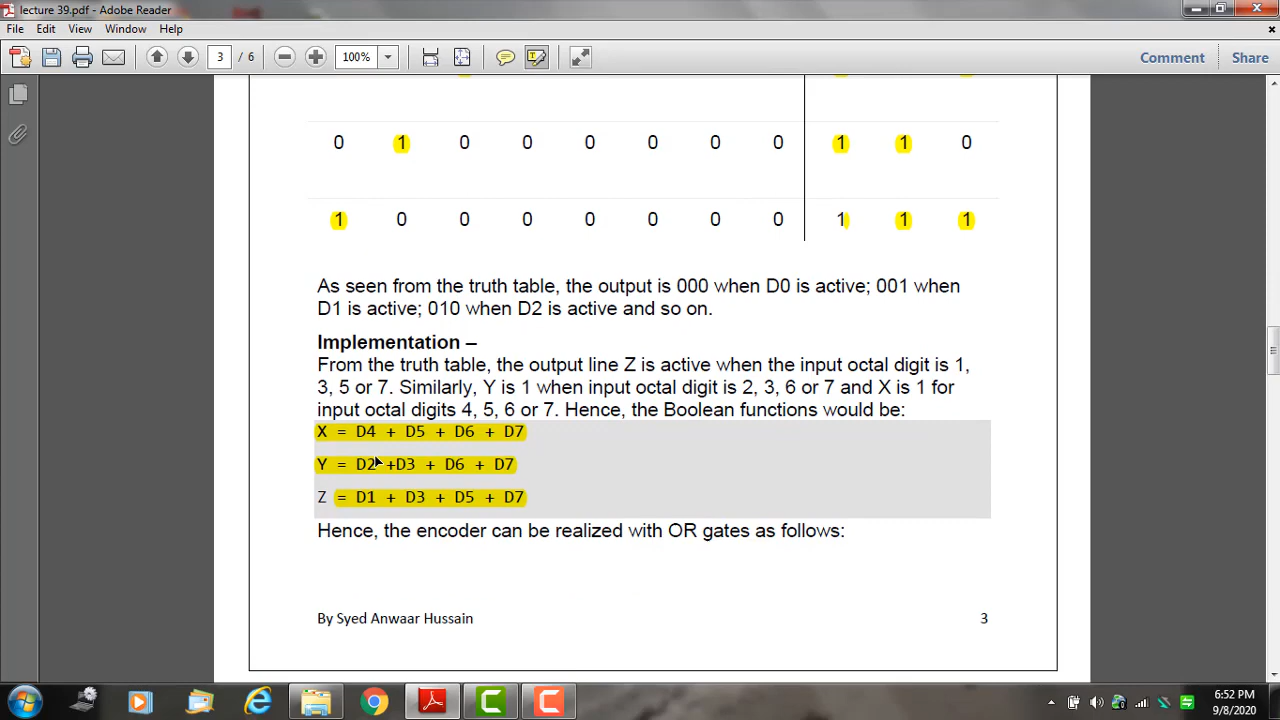 lecture 39.pdf - Adobe Reader
File Edit View Window Help
3 / 6 100% Comment Share
0 1 0 0 0 0 0 0 1 1 0
1 0 0 0 0 0 0 0 1 1 1
As seen from the truth table, the output is 000 when D0 is active; 001 when
D1 is active; 010 when D2 is active and so on.
Implementation –
From the truth table, the output line Z is active when the input octal digit is 1,
3, 5 or 7. Similarly, Y is 1 when input octal digit is 2, 3, 6 or 7 and X is 1 for
input octal digits 4, 5, 6 or 7. Hence, the Boolean functions would be:
X = D4 + D5 + D6 + D7
Y = D2 +D3 + D6 + D7
Z = D1 + D3 + D5 + D7
Hence, the encoder can be realized with OR gates as follows:
By Syed Anwaar Hussain 3
6:52 PM
9/8/2020